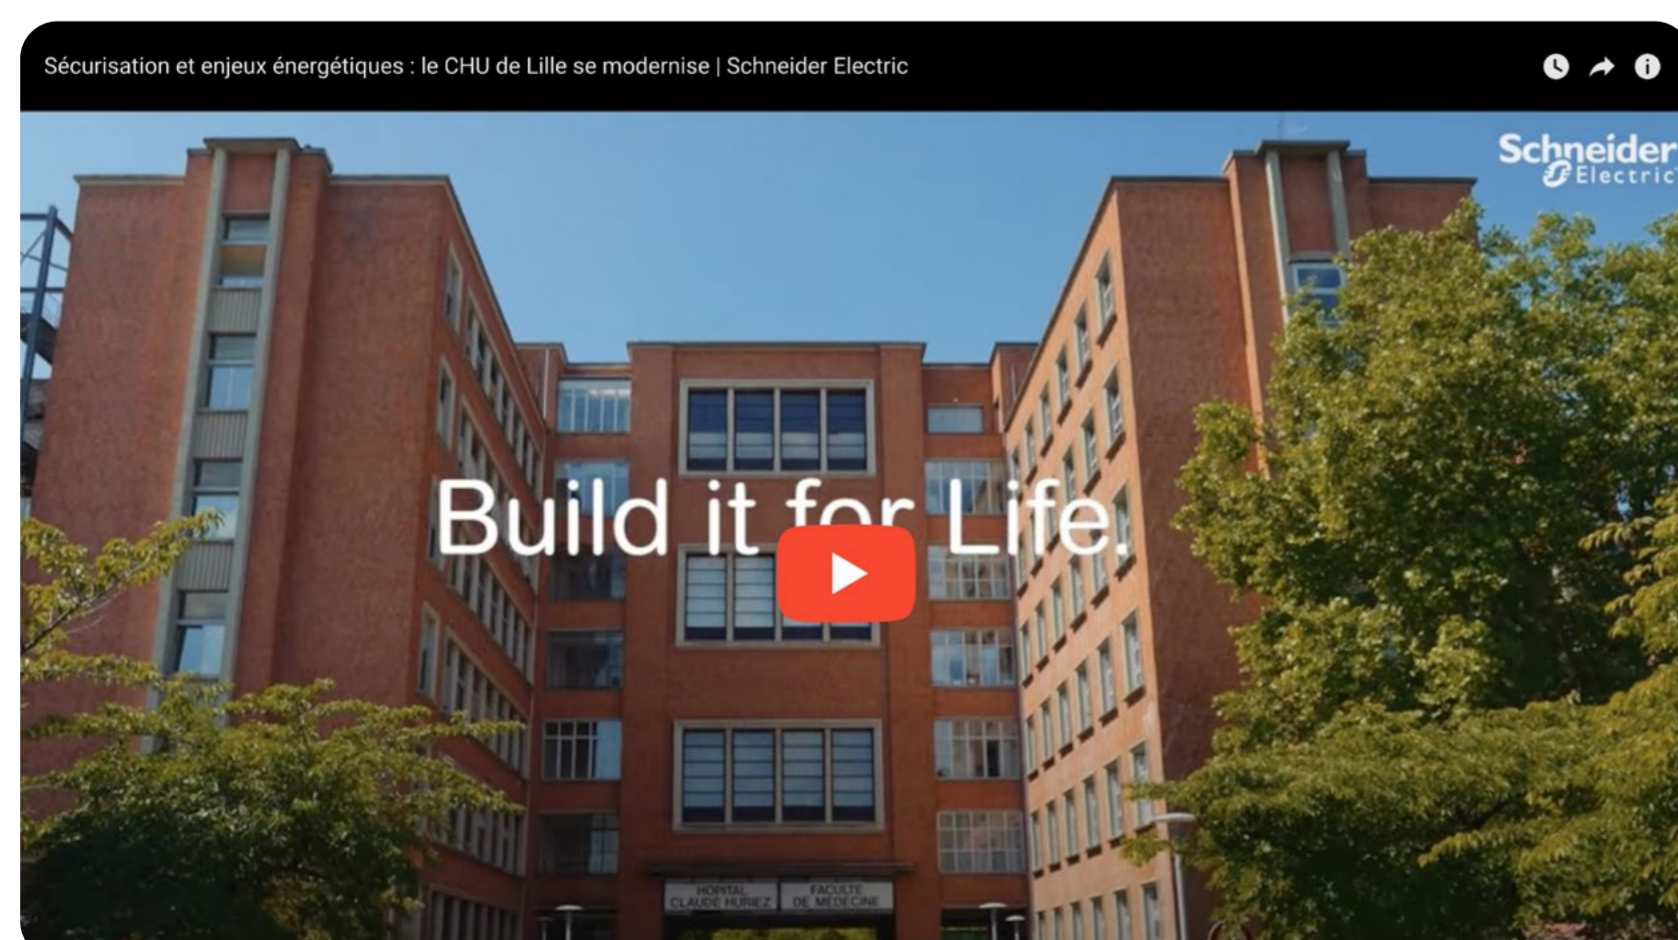 Sécurisation et enjeux énergétiques : le CHU de Lille se modernise | Schneider Electric
Schneider
Electric
Build it for Life.
HOPITAL
CLAUDE HURIEZ
FACULTE
DE MEDECINE